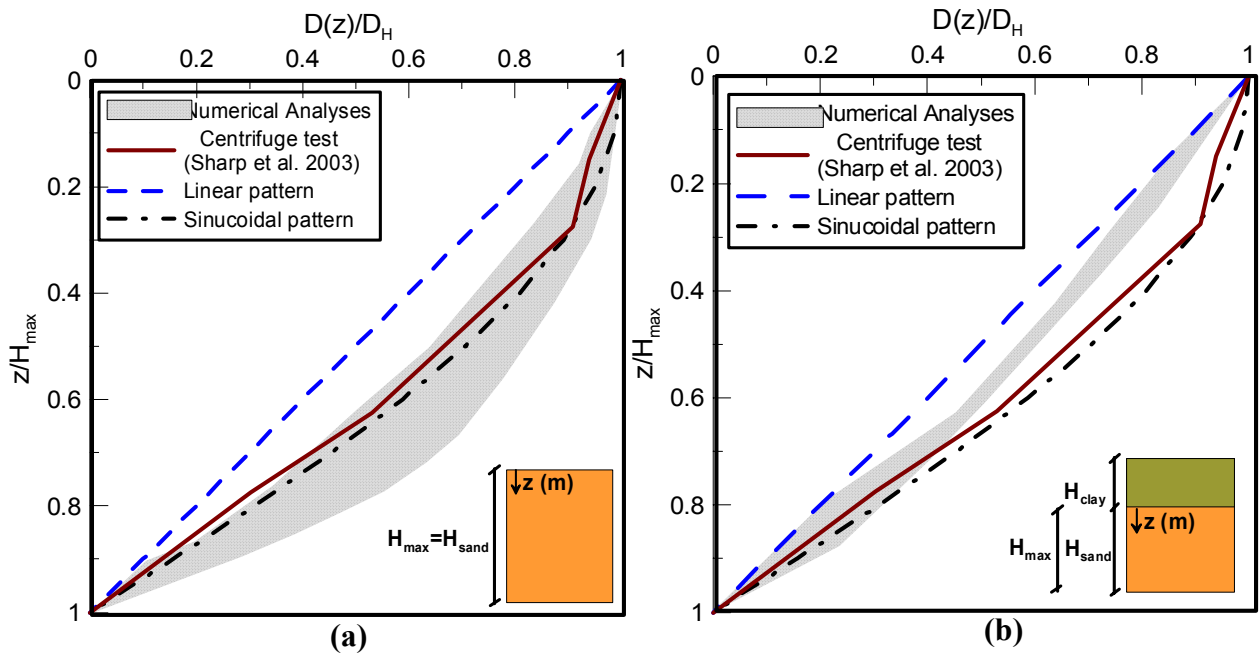 D(z)/D_H
0 0.2 0.4 0.6 0.8 1
0
0.2
0.4
0.6
0.8
1
z/H_max
Numerical Analyses
Centrifuge test
(Sharp et al. 2003)
Linear pattern
Sinucoidal pattern
z (m)
H_max=H_sand
(a)
D(z)/D_H
0 0.2 0.4 0.6 0.8 1
0
0.2
0.4
0.6
0.8
1
z/H_max
Numerical Analyses
Centrifuge test
(Sharp et al. 2003)
Linear pattern
Sinucoidal pattern
H_clay
z (m)
H_max
H_sand
(b)